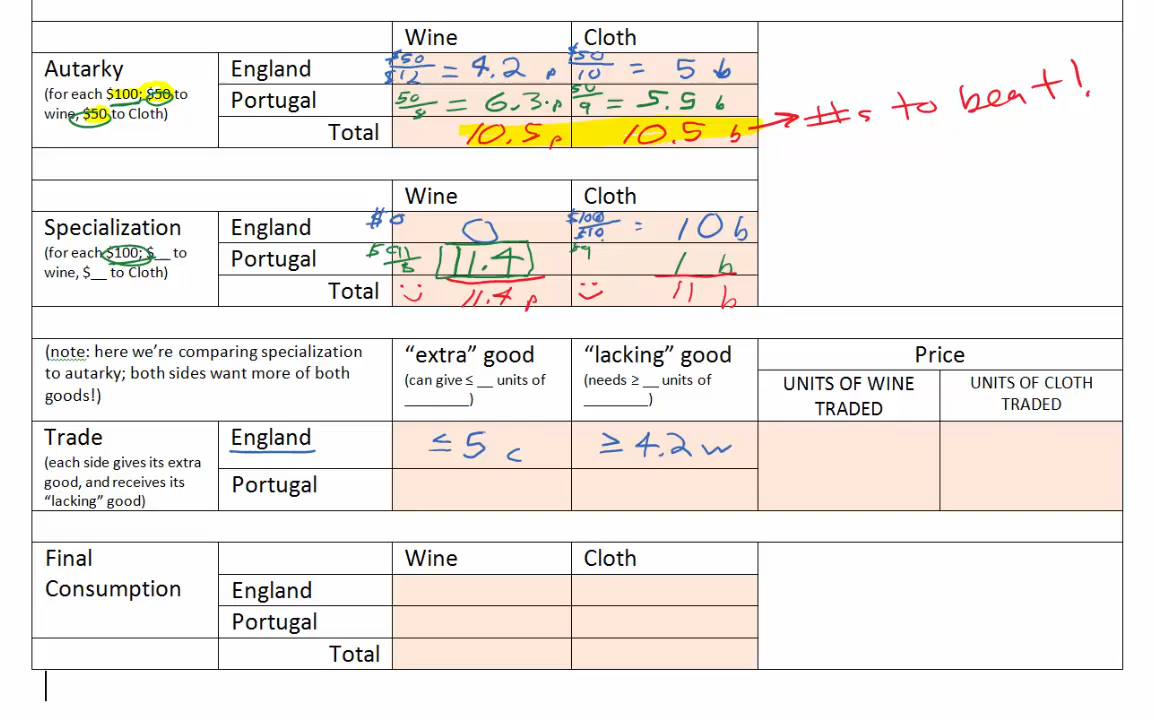 Wine Cloth
Autarky England $50/$12 = 4.2 p $50/10 = 5 b
(for each $100; $50 to
wine, $50 to Cloth)
Portugal 50/8 = 6.3 p 50/9 = 5.5 b
Total 10.5 p 10.5 b → #s to beat!
Wine Cloth
Specialization England $0 0 $100/$10 = 10 b
(for each $100; $__ to
wine, $__ to Cloth)
Portugal $91/8 11.4 $9 1 b
Total 11.4 p 11 b
(note: here we're comparing specialization
to autarky; both sides want more of both
goods!)
"extra" good
(can give ≤ __ units of
________)
"lacking" good
(needs ≥ __ units of
________)
Price
UNITS OF WINE
TRADED
UNITS OF CLOTH
TRADED
Trade England ≤ 5 c ≥ 4.2 w
(each side gives its extra
good, and receives its
"lacking" good)
Portugal
Final
Consumption
Wine Cloth
England
Portugal
Total